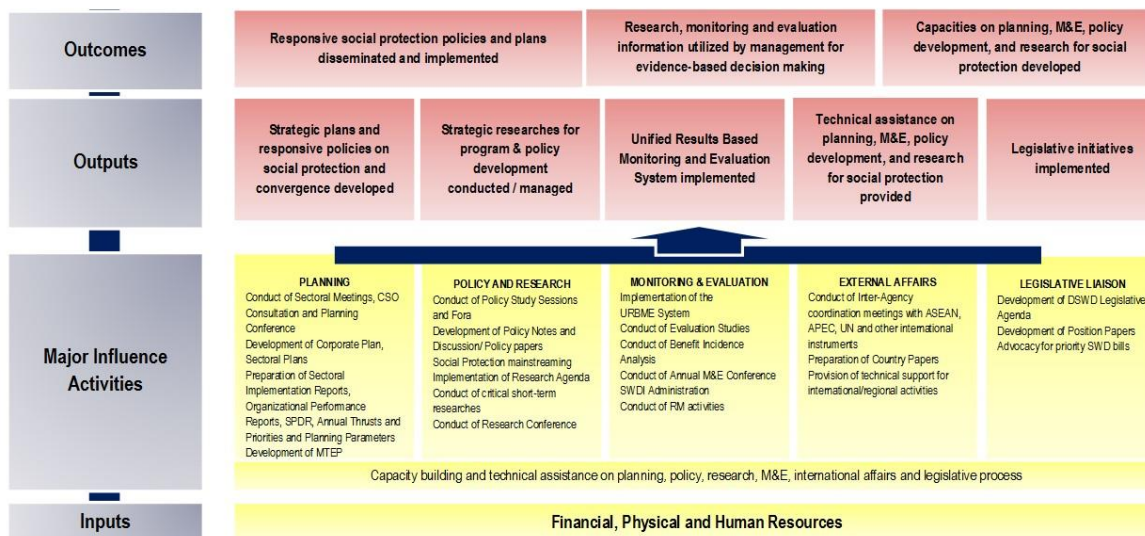 Outcomes
Responsive social protection policies and plans
disseminated and implemented
Research, monitoring and evaluation
information utilized by management for
evidence-based decision making
Capacities on planning, M&E, policy
development, and research for social
protection developed
Outputs
Strategic plans and
responsive policies on
social protection and
convergence developed
Strategic researches for
program & policy
development
conducted / managed
Unified Results Based
Monitoring and Evaluation
System implemented
Technical assistance on
planning, M&E, policy
development, and research
for social protection
provided
Legislative initiatives
implemented
Major Influence
Activities
PLANNING
Conduct of Sectoral Meetings, CSO
Consultation and Planning
Conference
Development of Corporate Plan,
Sectoral Plans
Preparation of Sectoral
Implementation Reports,
Organizational Performance
Reports, SPDR, Annual Thrusts and
Priorities and Planning Parameters
Development of MTEP
POLICY AND RESEARCH
Conduct of Policy Study Sessions
and Fora
Development of Policy Notes and
Discussion/ Policy papers
Social Protection mainstreaming
Implementation of Research Agenda
Conduct of critical short-term
researches
Conduct of Research Conference
MONITORING & EVALUATION
Implementation of the
URBME System
Conduct of Evaluation Studies
Conduct of Benefit Incidence
Analysis
Conduct of Annual M&E Conference
SWDI Administration
Conduct of RM activities
EXTERNAL AFFAIRS
Conduct of Inter-Agency
coordination meetings with ASEAN,
APEC, UN and other international
instruments
Preparation of Country Papers
Provision of technical support for
international/regional activities
LEGISLATIVE LIAISON
Development of DSWD Legislative
Agenda
Development of Position Papers
Advocacy for priority SWD bills
Capacity building and technical assistance on planning, policy, research, M&E, international affairs and legislative process
Inputs
Financial, Physical and Human Resources